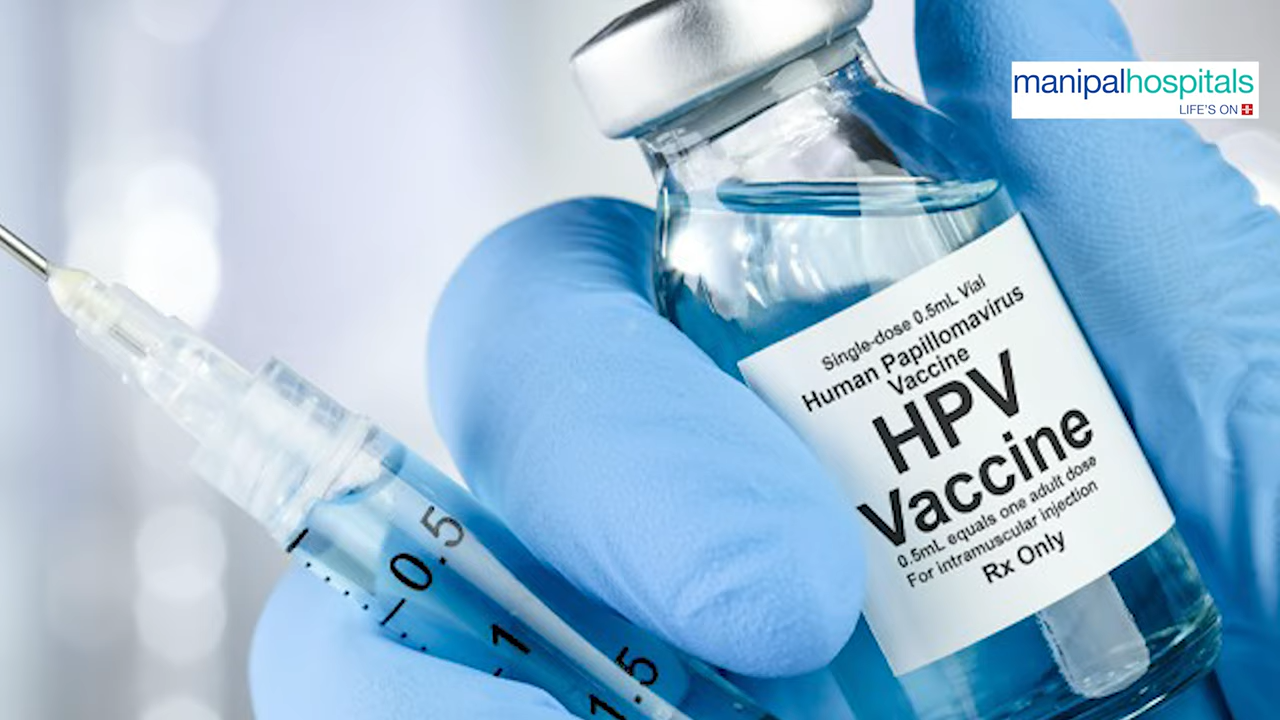 manipalhospitals
LIFE'S ON
Single-dose 0.5mL Vial
Human Papillomavirus
Vaccine
HPV
Vaccine
0.5mL equals one adult dose
For intramuscular injection
Rx Only
0.5
1
1.5